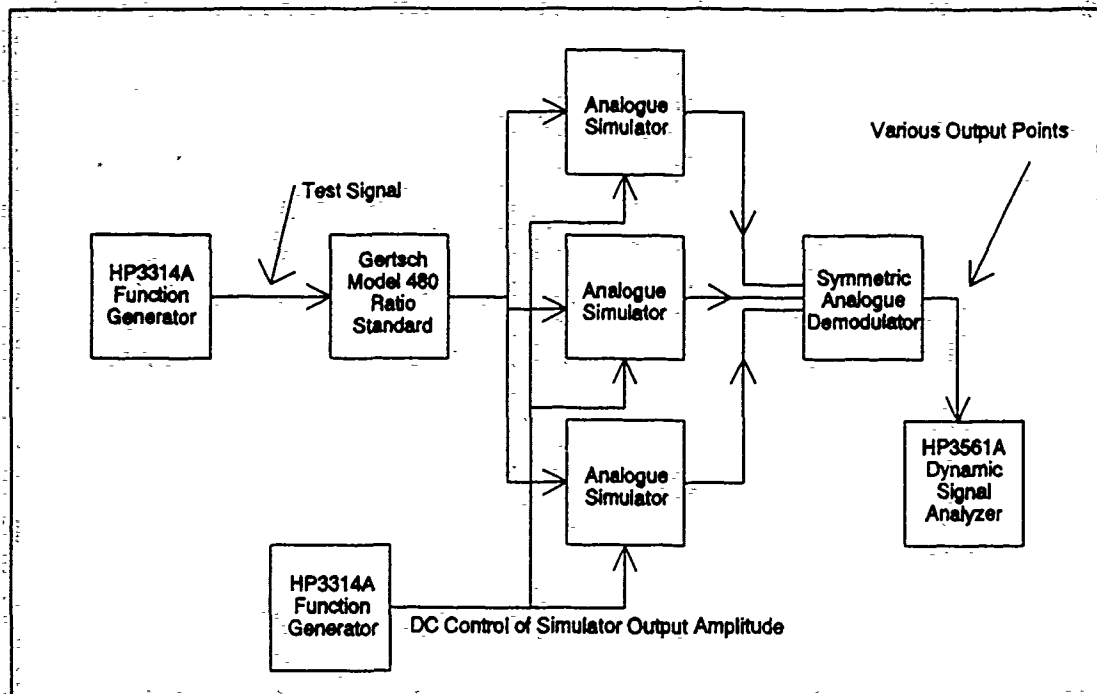 Analogue
Simulator
Various Output Points
Test Signal
HP3314A
Function
Generator
Gertsch
Model 480
Ratio
Standard
Analogue
Simulator
Symmetric
Analogue
Demodulator
Analogue
Simulator
HP3561A
Dynamic
Signal
Analyzer
HP3314A
Function
Generator
DC Control of Simulator Output Amplitude